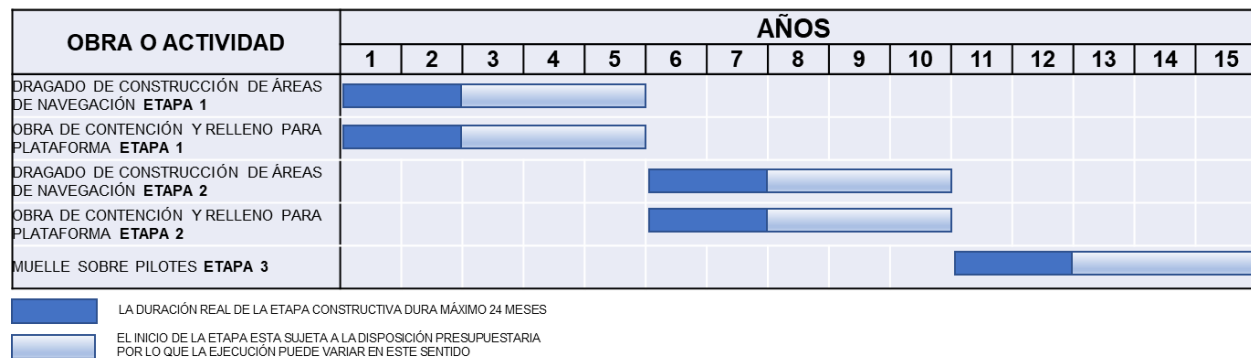 OBRA O ACTIVIDAD
AÑOS
1 2 3 4 5 6 7 8 9 10 11 12 13 14 15
DRAGADO DE CONSTRUCCIÓN DE ÁREAS
DE NAVEGACIÓN ETAPA 1
OBRA DE CONTENCIÓN Y RELLENO PARA
PLATAFORMA ETAPA 1
DRAGADO DE CONSTRUCCIÓN DE ÁREAS
DE NAVEGACIÓN ETAPA 2
OBRA DE CONTENCIÓN Y RELLENO PARA
PLATAFORMA ETAPA 2
MUELLE SOBRE PILOTES ETAPA 3
LA DURACIÓN REAL DE LA ETAPA CONSTRUCTIVA DURA MÁXIMO 24 MESES
EL INICIO DE LA ETAPA ESTA SUJETA A LA DISPOSICIÓN PRESUPUESTARIA
POR LO QUE LA EJECUCIÓN PUEDE VARIAR EN ESTE SENTIDO